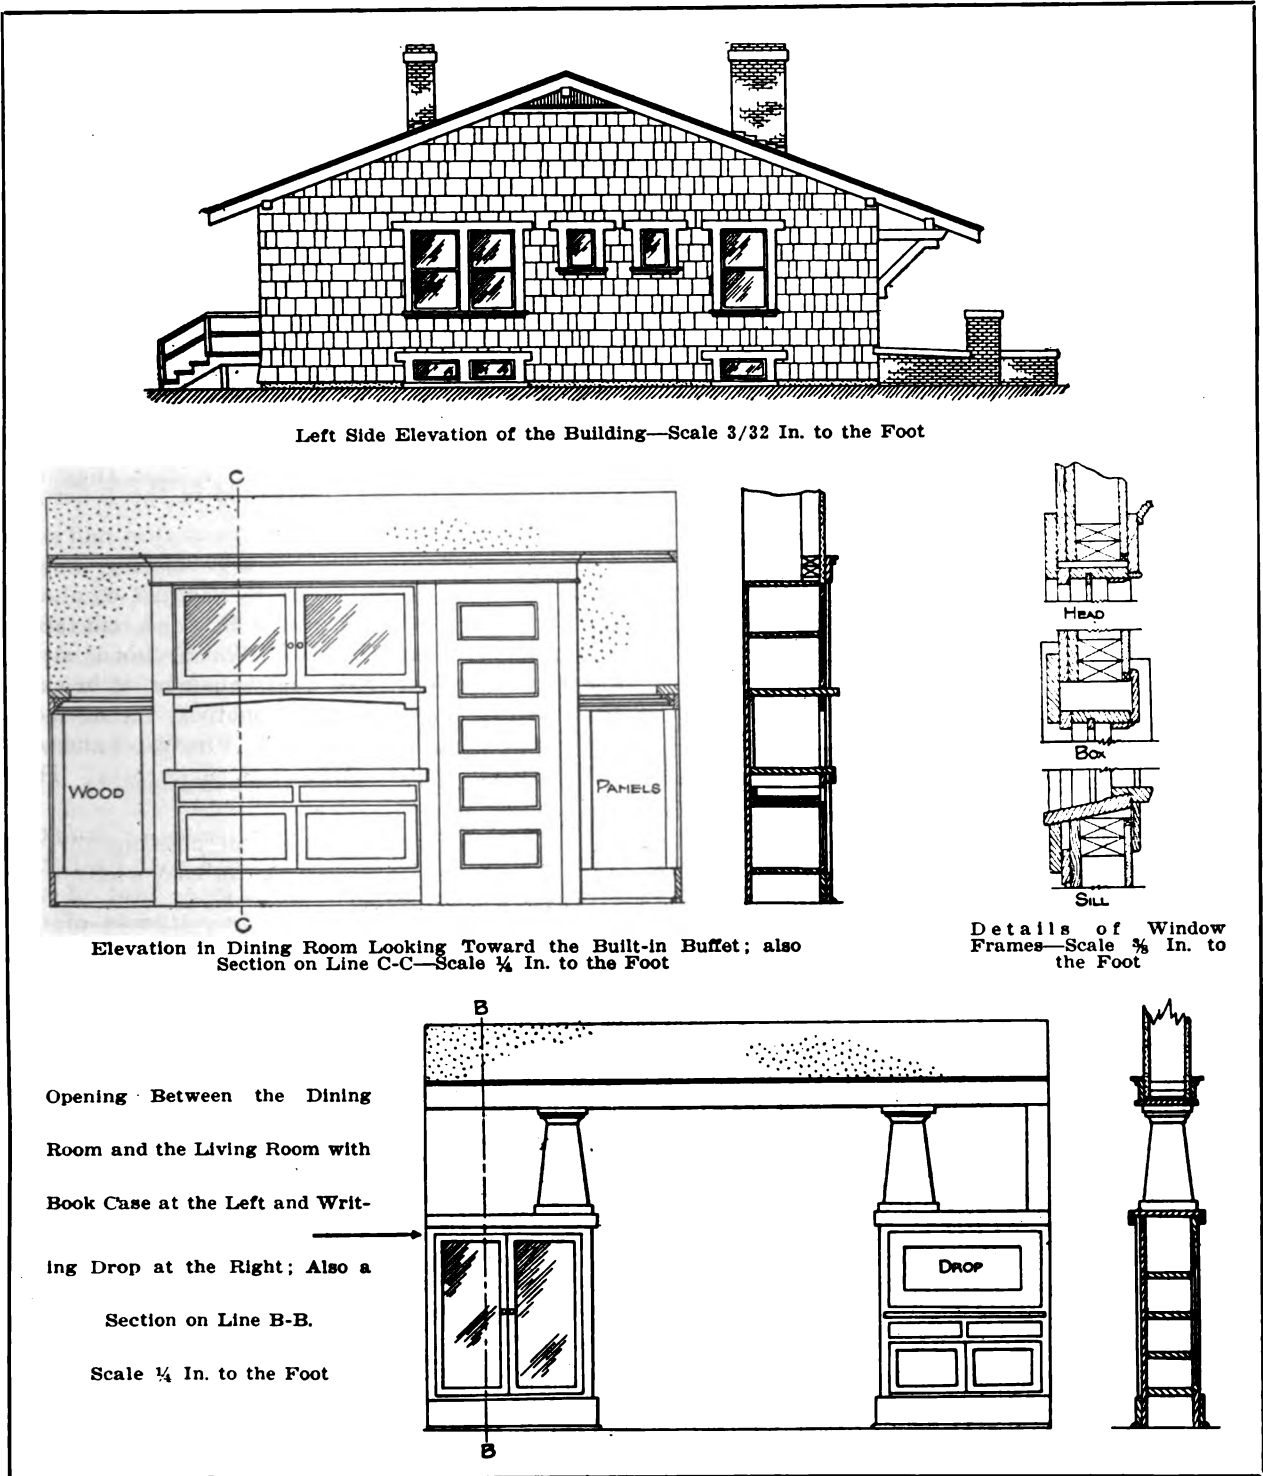 Left Side Elevation of the Building—Scale 3/32 In. to the Foot
C
WOOD
PANELS
C
HEAD
BOX
SILL
Elevation in Dining Room Looking Toward the Built-in Buffet; also
Section on Line C-C—Scale ¼ In. to the Foot
Details of Window
Frames—Scale ⅜ In. to
the Foot
B
Opening Between the Dining
Room and the Living Room with
Book Case at the Left and Writ-
ing Drop at the Right; Also a
Section on Line B-B.
Scale ¼ In. to the Foot
DROP
B